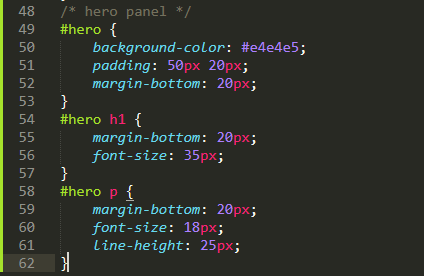 48 /* hero panel */
49 #hero {
50     background-color: #e4e4e5;
51     padding: 50px 20px;
52     margin-bottom: 20px;
53 }
54 #hero h1 {
55     margin-bottom: 20px;
56     font-size: 35px;
57 }
58 #hero p {
59     margin-bottom: 20px;
60     font-size: 18px;
61     line-height: 25px;
62 }